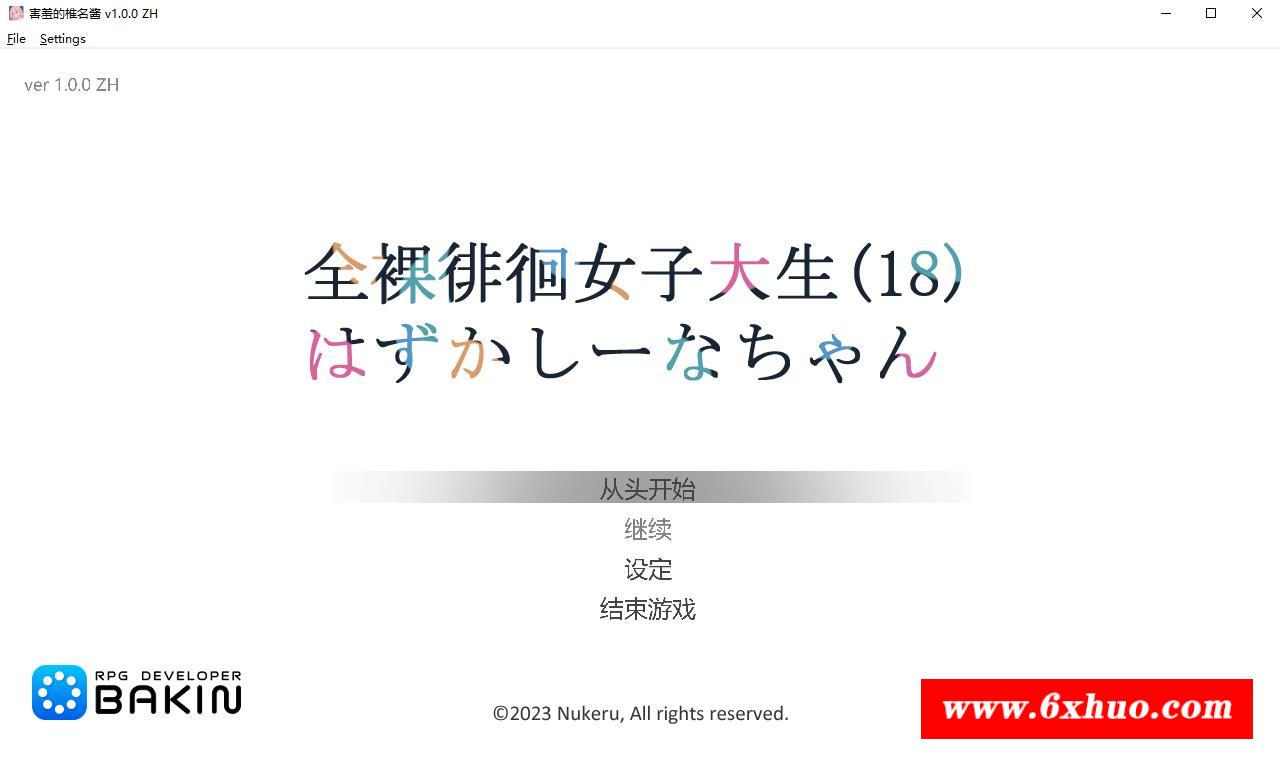 害羞的椎名酱 v1.0.0 ZH
File Settings
ver 1.0.0 ZH
全裸徘徊女子大生(18)
はずかしーなちゃん
从头开始
继续
设定
结束游戏
RPG DEVELOPER
BAKIN
©2023 Nukeru, All rights reserved.
www.6xhuo.com